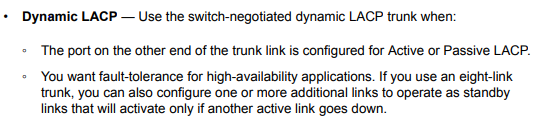 • Dynamic LACP — Use the switch-negotiated dynamic LACP trunk when:
◦ The port on the other end of the trunk link is configured for Active or Passive LACP.
◦ You want fault-tolerance for high-availability applications. If you use an eight-link
trunk, you can also configure one or more additional links to operate as standby
links that will activate only if another active link goes down.